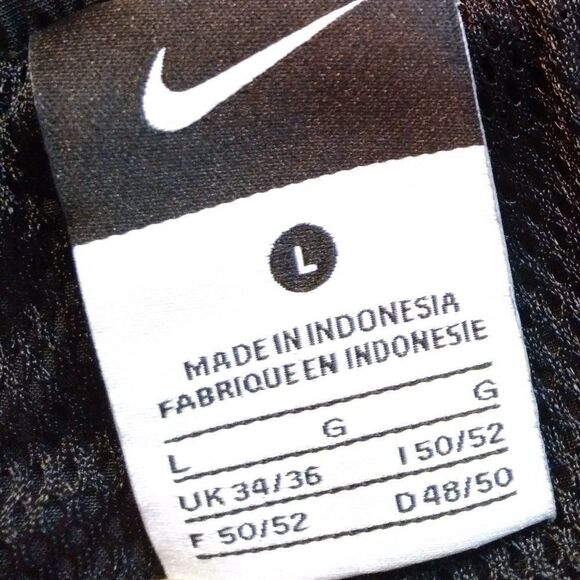 L
MADE IN INDONESIA
FABRIQUE EN INDONESIE
L G G
UK 34/36 I 50/52
F 50/52 D 48/50